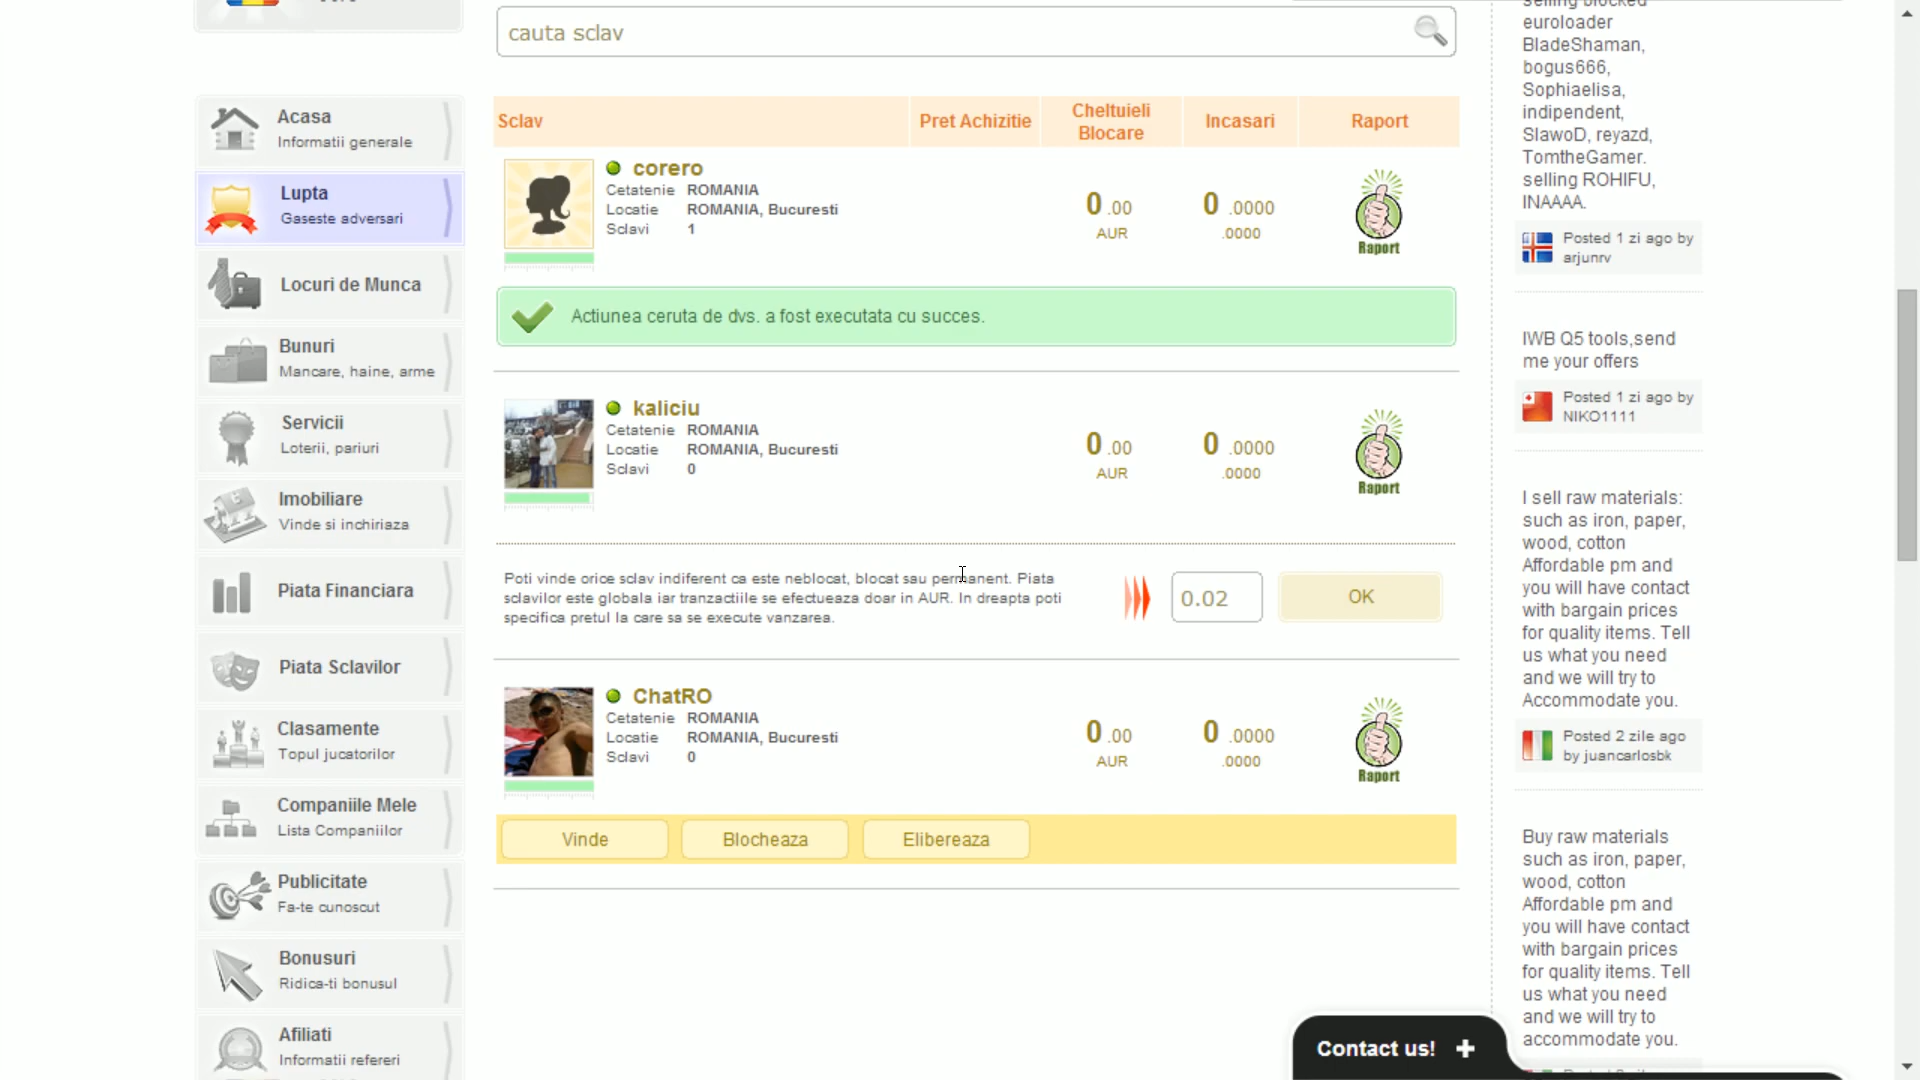 cauta sclav
Acasa
Informatii generale
Lupta
Gaseste adversari
Locuri de Munca
Bunuri
Mancare, haine, arme
Servicii
Loterii, pariuri
Imobiliare
Vinde si inchiriaza
Piata Financiara
Piata Sclavilor
Clasamente
Topul jucatorilor
Companiile Mele
Lista Companiilor
Publicitate
Fa-te cunoscut
Bonusuri
Ridica-ti bonusul
Afiliati
Informatii refereri
Sclav
Pret Achizitie
Cheltuieli
Blocare
Incasari
Raport
corero
Cetatenie ROMANIA
Locatie ROMANIA, Bucuresti
Sclavi 1
0 .00
AUR
0 .0000
.0000
Raport
Actiunea ceruta de dvs. a fost executata cu succes.
kaliciu
Cetatenie ROMANIA
Locatie ROMANIA, Bucuresti
Sclavi 0
0 .00
AUR
0 .0000
.0000
Raport
Poti vinde orice sclav indiferent ca este neblocat, blocat sau permanent. Piata
sclavilor este globala iar tranzactiile se efectueaza doar in AUR. In dreapta poti
specifica pretul la care sa se execute vanzarea.
0.02
OK
ChatRO
Cetatenie ROMANIA
Locatie ROMANIA, Bucuresti
Sclavi 0
0 .00
AUR
0 .0000
.0000
Raport
Vinde
Blocheaza
Elibereaza
selling blocked
euroloader
BladeShaman,
bogus666,
Sophiaelisa,
indipendent,
SlawoD, reyazd,
TomtheGamer.
selling ROHIFU,
INAAAA.
Posted 1 zi ago by
arjunrv
IWB Q5 tools,send
me your offers
Posted 1 zi ago by
NIKO1111
I sell raw materials:
such as iron, paper,
wood, cotton
Affordable pm and
you will have contact
with bargain prices
for quality items. Tell
us what you need
and we will try to
Accommodate you.
Posted 2 zile ago
by juancarlosbk
Buy raw materials
such as iron, paper,
wood, cotton
Affordable pm and
you will have contact
with bargain prices
for quality items. Tell
us what you need
and we will try to
accommodate you.
Contact us!